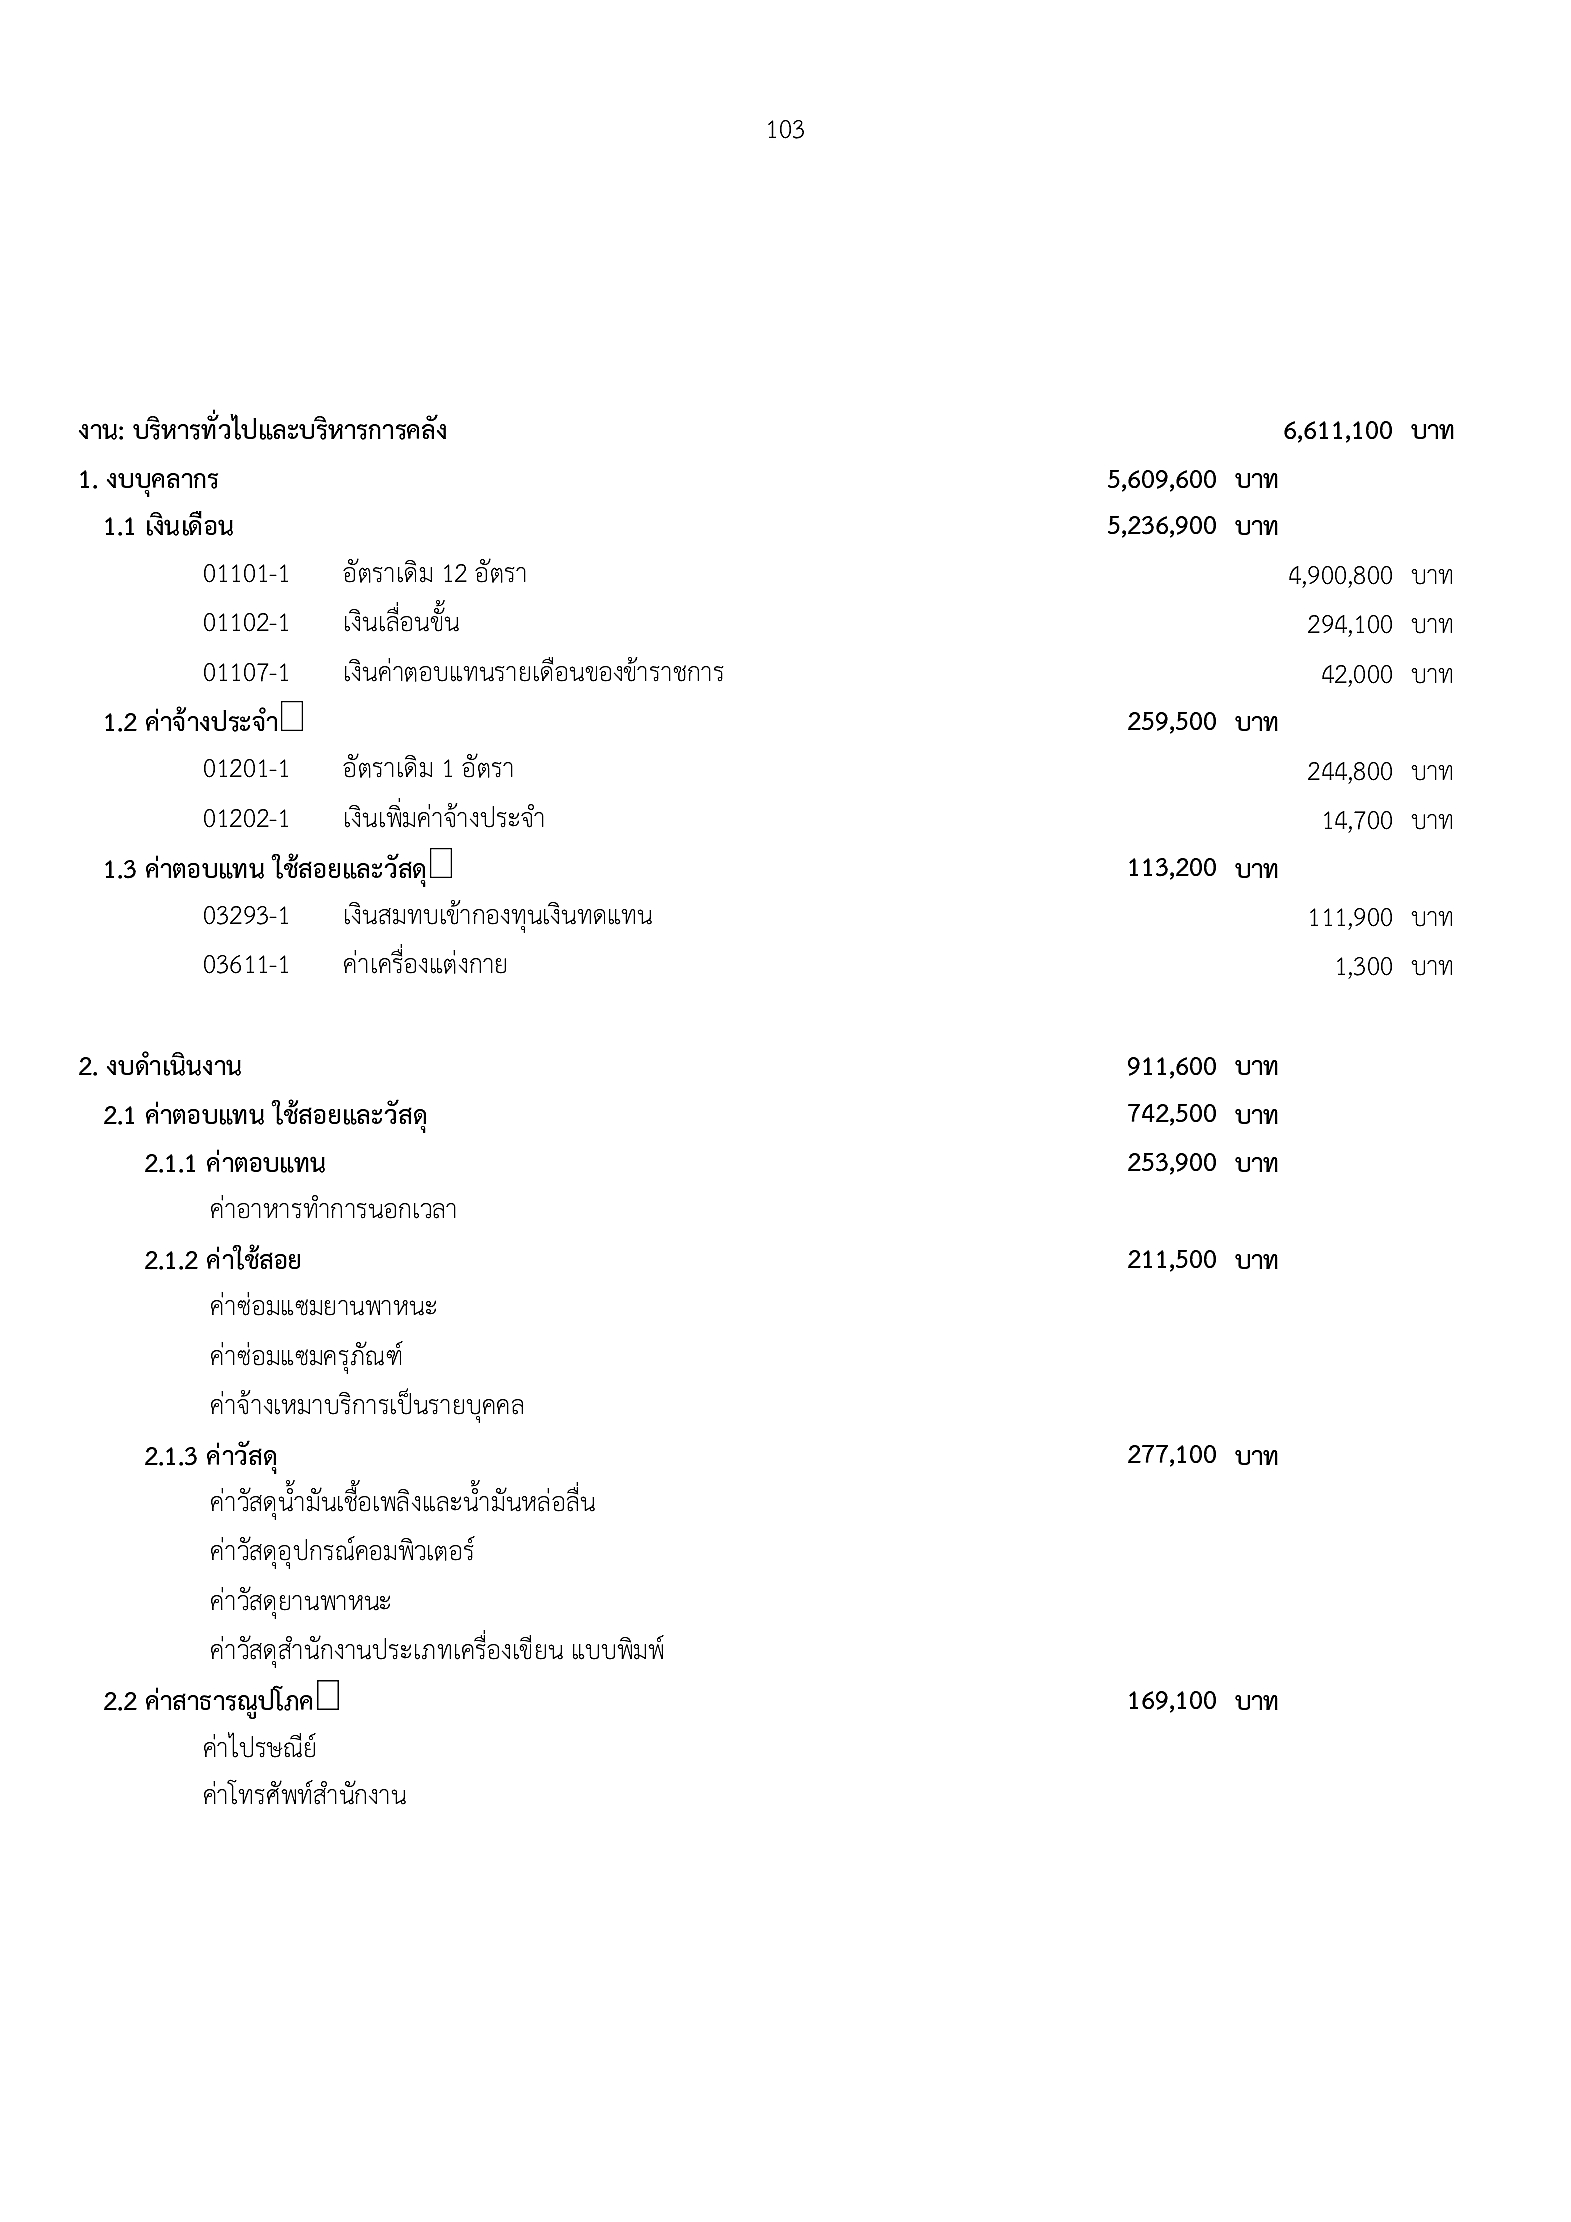 103
งาน: บริหารทั่วไปและบริหารการคลัง 6,611,100 บาท
1. งบบุคลากร 5,609,600 บาท
1.1 เงินเดือน 5,236,900 บาท
01101-1 อัตราเดิม 12 อัตรา 4,900,800 บาท
01102-1 เงินเลื่อนขั้น 294,100 บาท
01107-1 เงินค่าตอบแทนรายเดือนของข้าราชการ 42,000 บาท
1.2 ค่าจ้างประจำ 259,500 บาท
01201-1 อัตราเดิม 1 อัตรา 244,800 บาท
01202-1 เงินเพิ่มค่าจ้างประจำ 14,700 บาท
1.3 ค่าตอบแทน ใช้สอยและวัสดุ 113,200 บาท
03293-1 เงินสมทบเข้ากองทุนเงินทดแทน 111,900 บาท
03611-1 ค่าเครื่องแต่งกาย 1,300 บาท
2. งบดำเนินงาน 911,600 บาท
2.1 ค่าตอบแทน ใช้สอยและวัสดุ 742,500 บาท
2.1.1 ค่าตอบแทน 253,900 บาท
ค่าอาหารทำการนอกเวลา
2.1.2 ค่าใช้สอย 211,500 บาท
ค่าซ่อมแซมยานพาหนะ
ค่าซ่อมแซมครุภัณฑ์
ค่าจ้างเหมาบริการเป็นรายบุคคล
2.1.3 ค่าวัสดุ 277,100 บาท
ค่าวัสดุน้ำมันเชื้อเพลิงและน้ำมันหล่อลื่น
ค่าวัสดุอุปกรณ์คอมพิวเตอร์
ค่าวัสดุยานพาหนะ
ค่าวัสดุสำนักงานประเภทเครื่องเขียน แบบพิมพ์
2.2 ค่าสาธารณูปโภค 169,100 บาท
ค่าไปรษณีย์
ค่าโทรศัพท์สำนักงาน